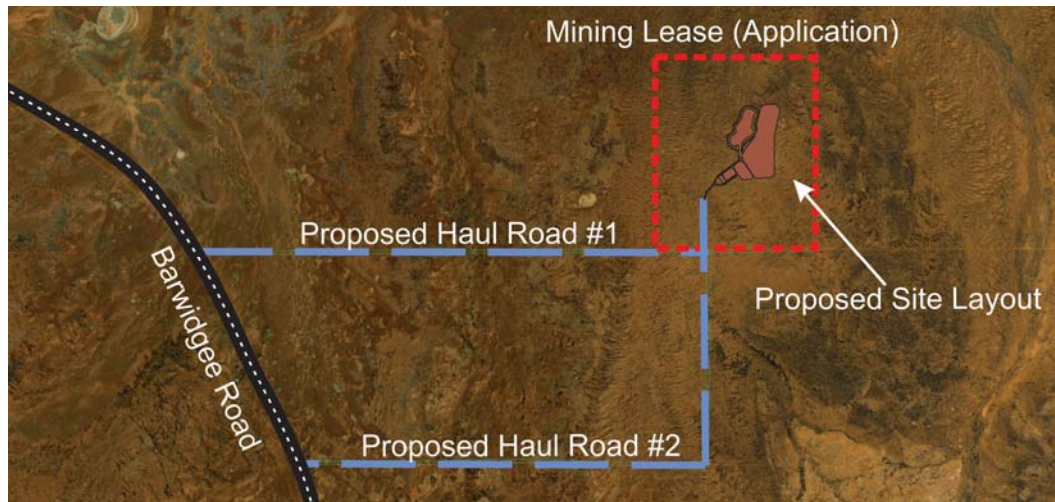 Mining Lease (Application)
Proposed Haul Road #1
Proposed Site Layout
Barwidgee Road
Proposed Haul Road #2